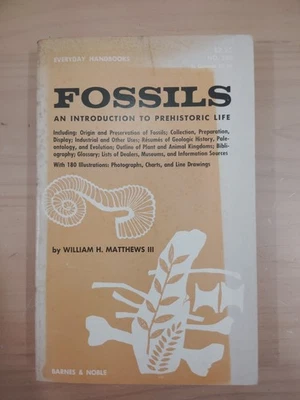 EVERYDAY HANDBOOKS
FOSSILS
AN INTRODUCTION TO PREHISTORIC LIFE
Including: Origin and Preservation of Fossils; Collection, Preparation,
Display; Industrial and Other Uses; Résumés of Geologic History, Pale-
ontology, and Evolution; Outline of Plant and Animal Kingdoms; Bibli-
ography; Glossary; Lists of Dealers, Museums, and Information Sources
With 180 Illustrations: Photographs, Charts, and Line Drawings
by WILLIAM H. MATTHEWS III
BARNES & NOBLE